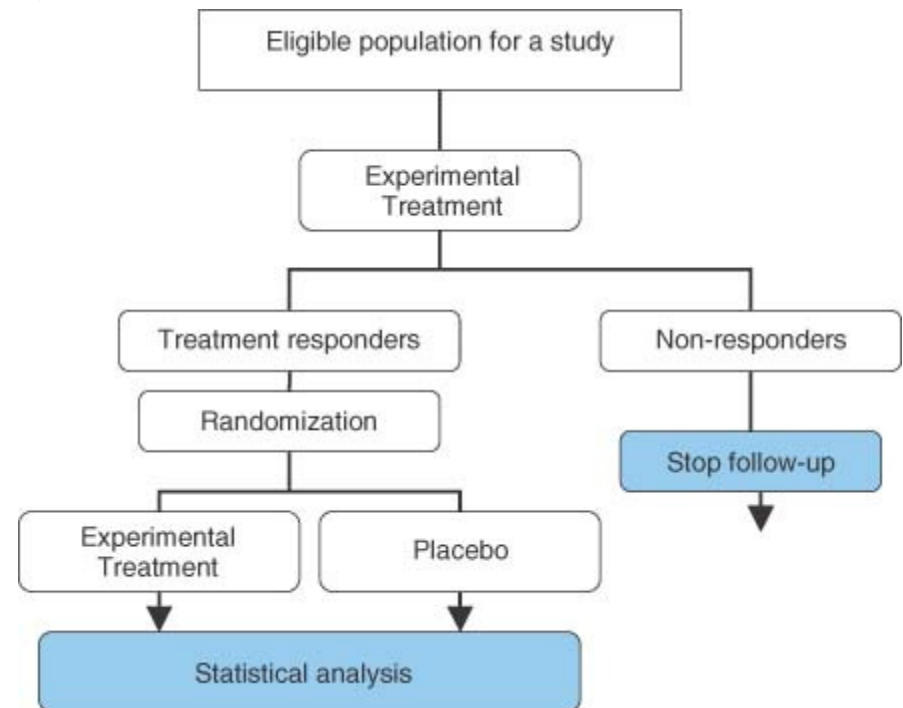 Eligible population for a study
Experimental
Treatment
Treatment responders
Non-responders
Randomization
Stop follow-up
Experimental
Treatment
Placebo
Statistical analysis